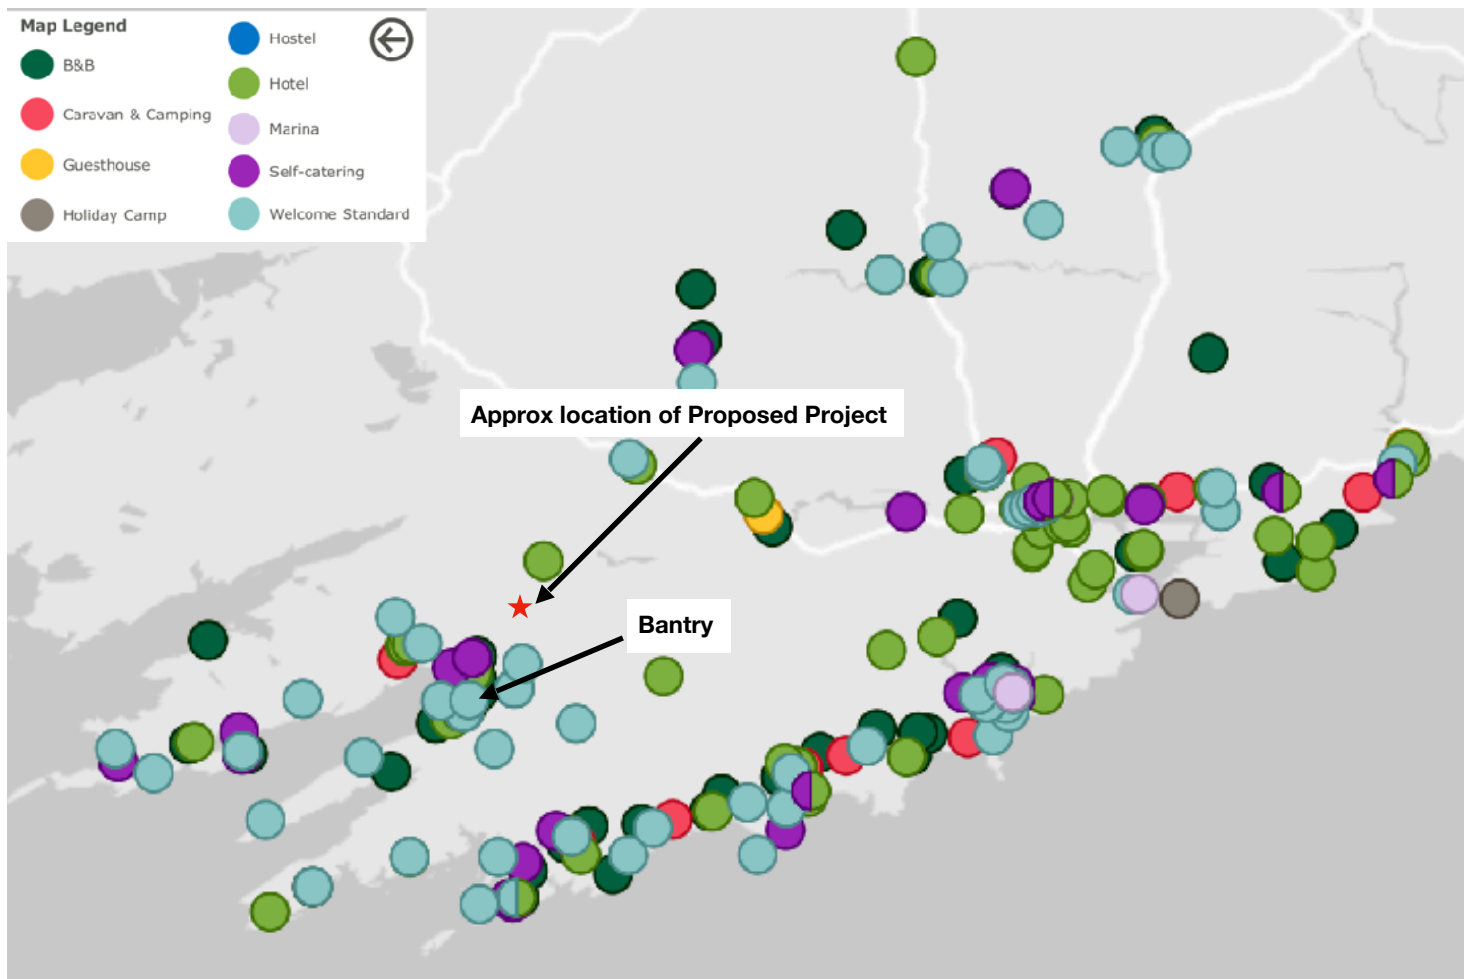 Map Legend
B&B
Caravan & Camping
Guesthouse
Holiday Camp
Hostel
Hotel
Marina
Self-catering
Welcome Standard
Approx location of Proposed Project
Bantry